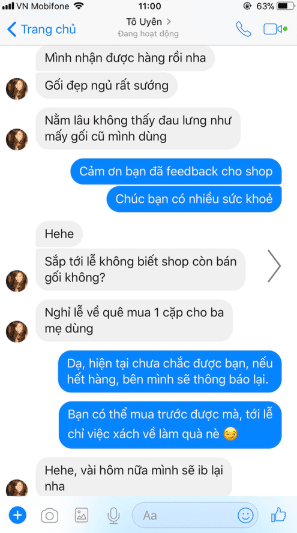 VN Mobifone 11:00 63%
Trang chủ Tô Uyên >
Đang hoạt động
Mình nhận được hàng rồi nha
Gối đẹp ngủ rất sướng
Nằm lâu không thấy đau lưng như
mấy gối cũ mình dùng
Cảm ơn bạn đã feedback cho shop
Chúc bạn có nhiều sức khoẻ
Hehe
Sắp tới lễ không biết shop còn bán
gối không?
Nghỉ lễ về quê mua 1 cặp cho ba
mẹ dùng
Dạ, hiện tại chưa chắc được bạn, nếu
hết hàng, bên mình sẽ thông báo lại.
Bạn có thể mua trước được mà, tới lễ
chỉ việc xách về làm quà nè 😏
Hehe, vài hôm nữa mình sẽ ib lại
nha
Aa